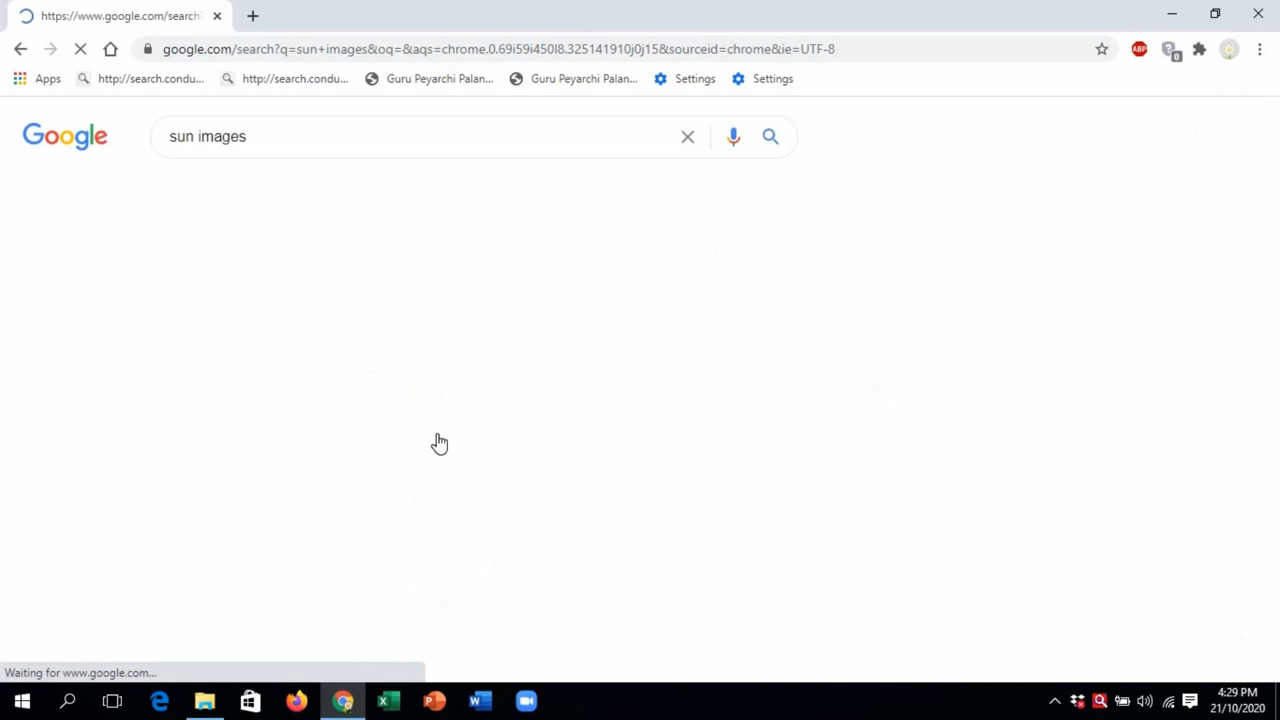 https://www.google.com/search?
google.com/search?q=sun+images&oq=&aqs=chrome.0.69i59i450l8.325141910j0j15&sourceid=chrome&ie=UTF-8
ABP
0
Apps
http://search.condu...
http://search.condu...
Guru Peyarchi Palan...
Guru Peyarchi Palan...
Settings
Settings
Google
sun images
Waiting for www.google.com...
4:29 PM
21/10/2020